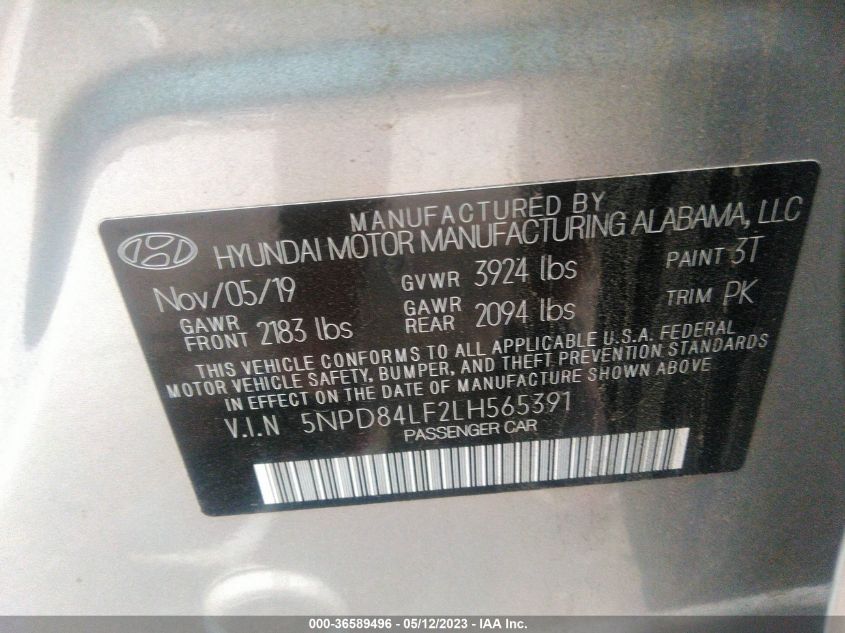 MANUFACTURED BY
HYUNDAI MOTOR MANUFACTURING ALABAMA, LLC
Nov/05/19 GVWR 3924 lbs PAINT 3T
GAWR FRONT 2183 lbs GAWR REAR 2094 lbs TRIM PK
THIS VEHICLE CONFORMS TO ALL APPLICABLE U.S.A. FEDERAL
MOTOR VEHICLE SAFETY, BUMPER, AND THEFT PREVENTION STANDARDS
IN EFFECT ON THE DATE OF MANUFACTURE SHOWN ABOVE
V.I.N 5NPD84LF2LH565391
PASSENGER CAR
000-36589496 - 05/12/2023 - IAA Inc.